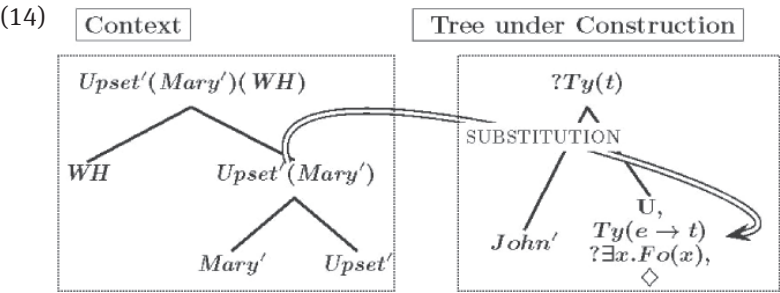 (14)
Context
Tree under Construction
Upset′(Mary′)(WH)
?Ty(t)
SUBSTITUTION
WH
Upset′(Mary′)
U,
John′
Ty(e → t)
?∃x.Fo(x),
◇
Mary′
Upset′